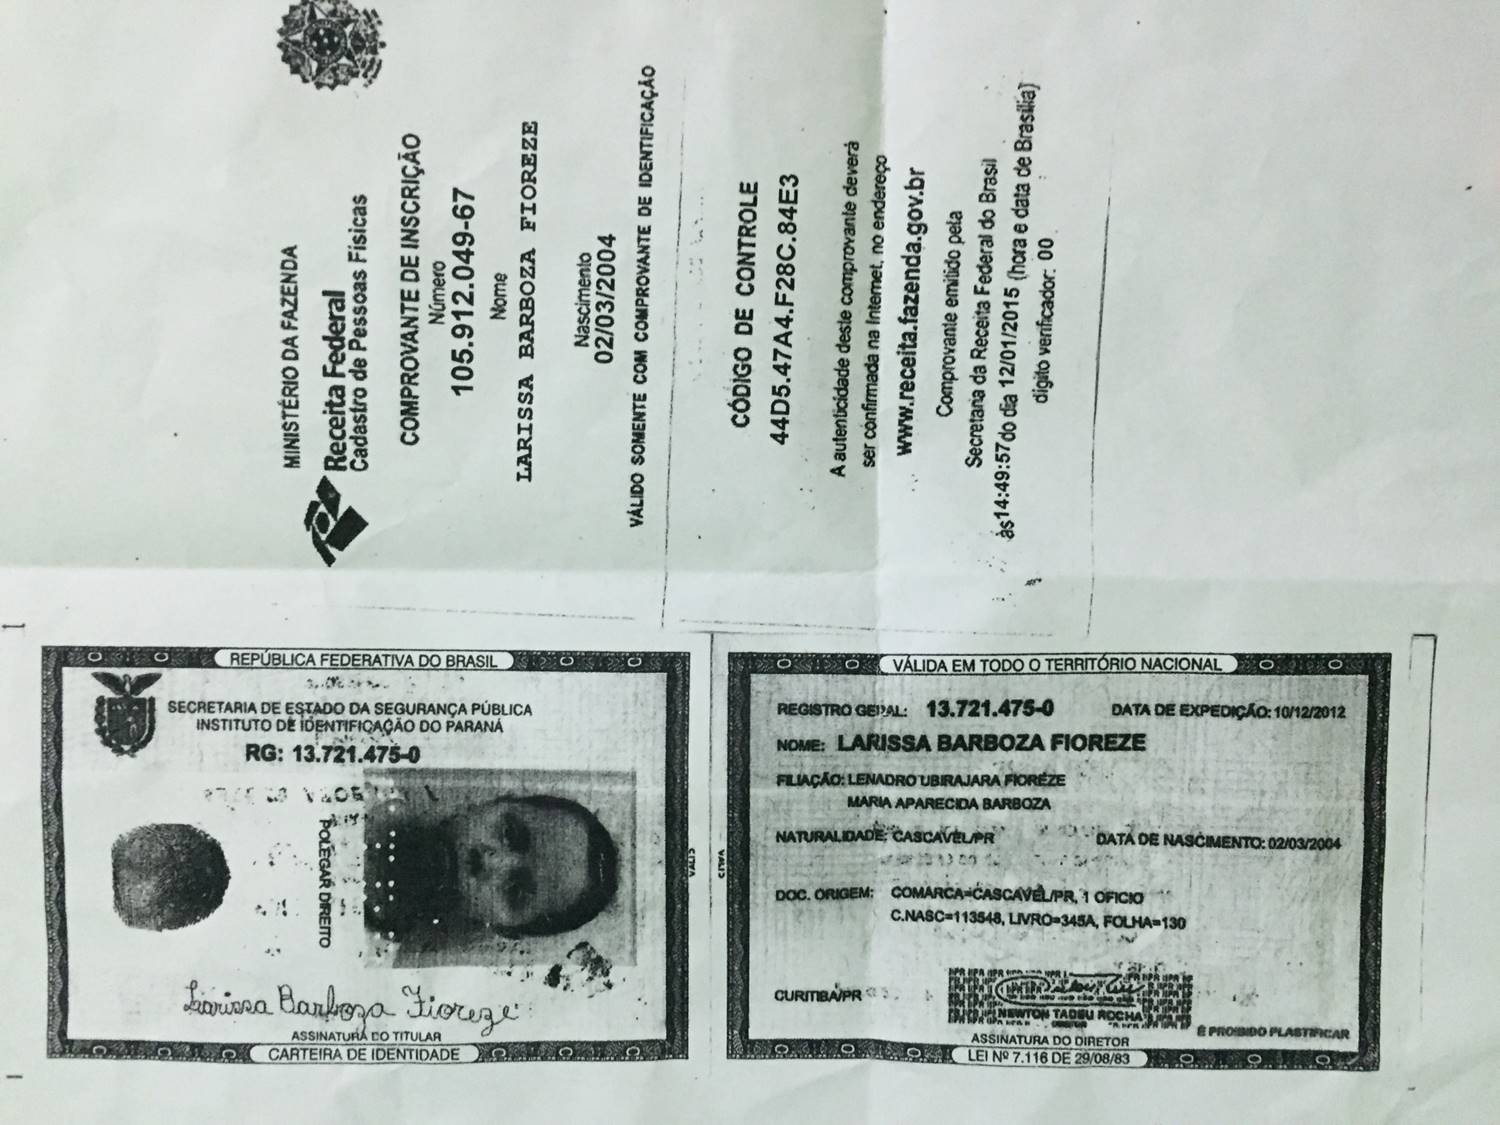 MINISTÉRIO DA FAZENDA
Receita Federal
Cadastro de Pessoas Físicas
COMPROVANTE DE INSCRIÇÃO
Número
105.912.049-67
Nome
LARISSA BARBOZA FIOREZE
Nascimento
02/03/2004
VÁLIDO SOMENTE COM COMPROVANTE DE IDENTIFICAÇÃO
CÓDIGO DE CONTROLE
44D5.47A4.F28C.84E3
A autenticidade deste comprovante deverá
ser confirmada na Internet, no endereço
www.receita.fazenda.gov.br
Comprovante emitido pela
Secretaria da Receita Federal do Brasil
às 14:49:57 do dia 12/01/2015 (hora e data de Brasília)
dígito verificador: 00
REPÚBLICA FEDERATIVA DO BRASIL
SECRETARIA DE ESTADO DA SEGURANÇA PÚBLICA
INSTITUTO DE IDENTIFICAÇÃO DO PARANÁ
RG: 13.721.475-0
POLEGAR DIREITO
Larissa Barboza Fioreze
ASSINATURA DO TITULAR
CARTEIRA DE IDENTIDADE
VÁLIDA EM TODO O TERRITÓRIO NACIONAL
REGISTRO GERAL: 13.721.475-0 DATA DE EXPEDIÇÃO: 10/12/2012
NOME: LARISSA BARBOZA FIOREZE
FILIAÇÃO: LENADRO UBIRAJARA FIOREZE
MARIA APARECIDA BARBOZA
NATURALIDADE: CASCAVEL/PR DATA DE NASCIMENTO: 02/03/2004
DOC. ORIGEM: COMARCA=CASCAVEL/PR, 1 OFICIO
C.NASC=113548, LIVRO=345A, FOLHA=130
CURITIBA/PR
NEWTON TADEU ROCHA
ASSINATURA DO DIRETOR
É PROIBIDO PLASTIFICAR
LEI Nº 7.116 DE 29/08/83